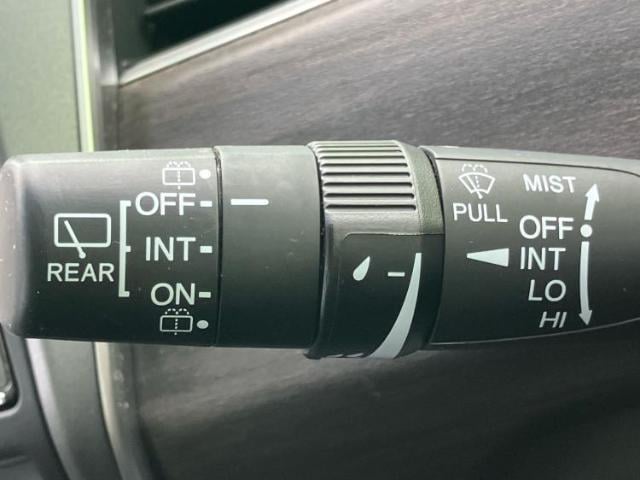 OFF
INT
ON
REAR
PULL
MIST
OFF
INT
LO
HI